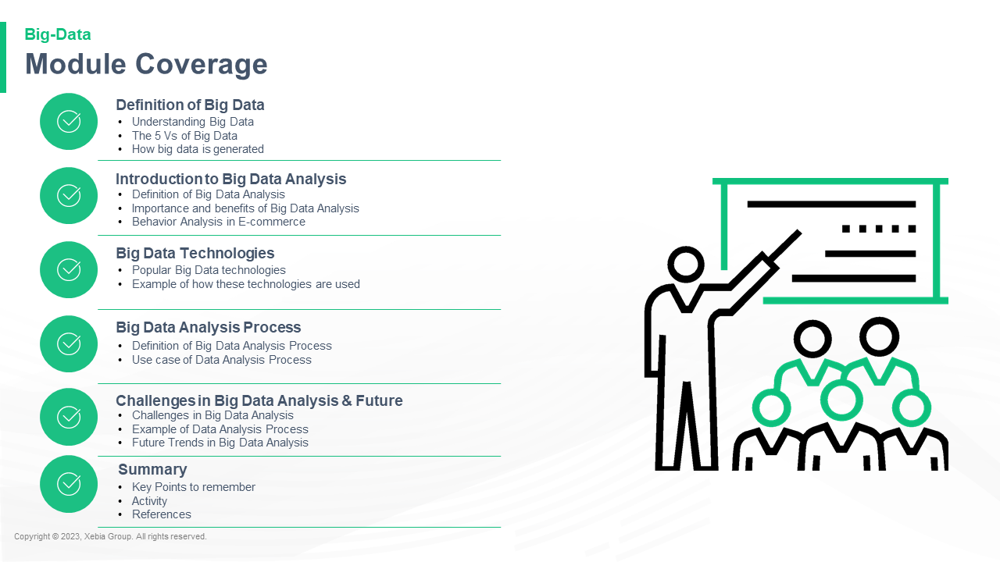 Big-Data
Module Coverage
Definition of Big Data
• Understanding Big Data
• The 5 Vs of Big Data
• How big data is generated
Introduction to Big Data Analysis
• Definition of Big Data Analysis
• Importance and benefits of Big Data Analysis
• Behavior Analysis in E-commerce
Big Data Technologies
• Popular Big Data technologies
• Example of how these technologies are used
Big Data Analysis Process
• Definition of Big Data Analysis Process
• Use case of Data Analysis Process
Challenges in Big Data Analysis & Future
• Challenges in Big Data Analysis
• Example of Data Analysis Process
• Future Trends in Big Data Analysis
Summary
• Key Points to remember
• Activity
• References
Copyright © 2023, Xebia Group. All rights reserved.